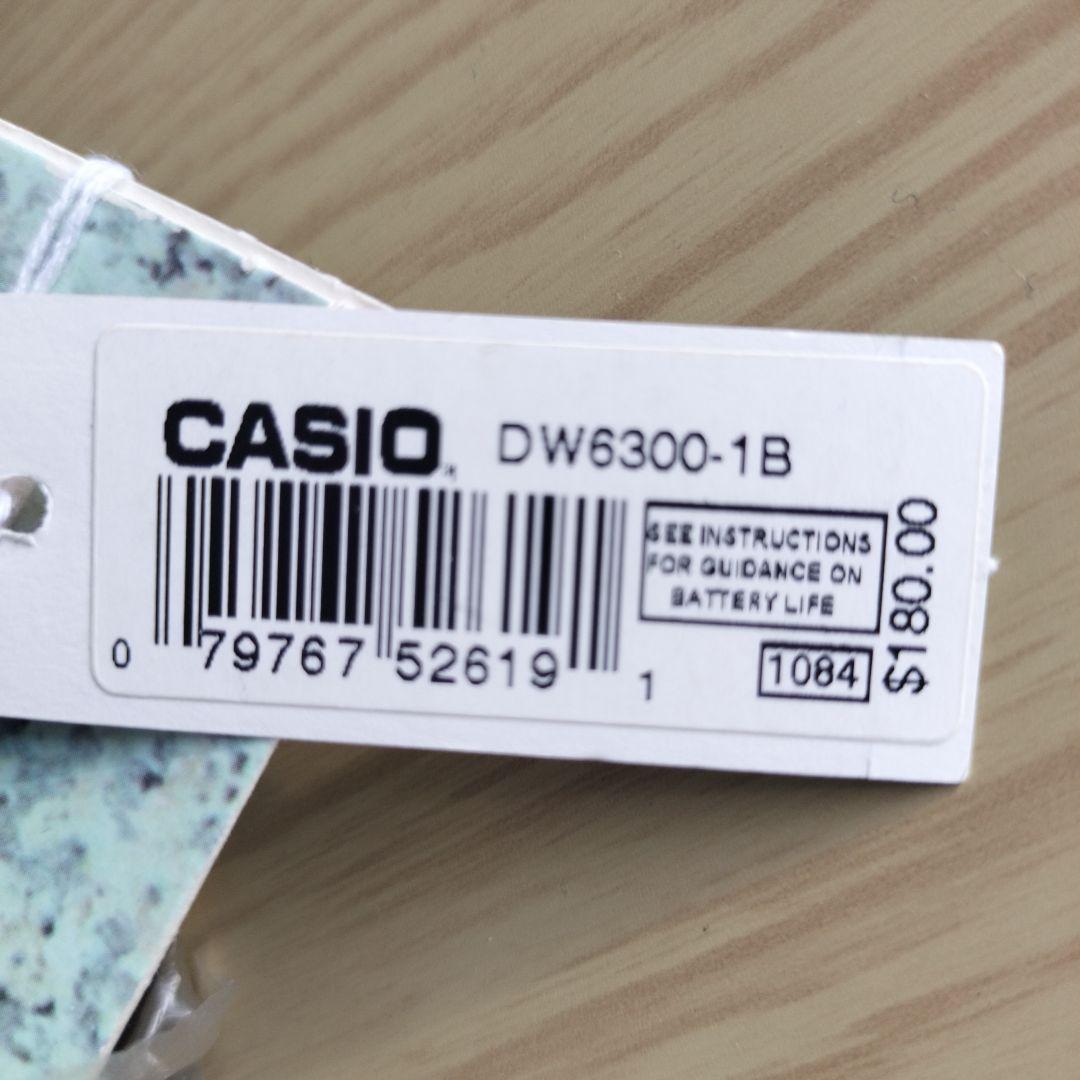 CASIO DW6300-1B
SEE INSTRUCTIONS
FOR GUIDANCE ON
BATTERY LIFE
1084
$180.00
0 79767 52619 1